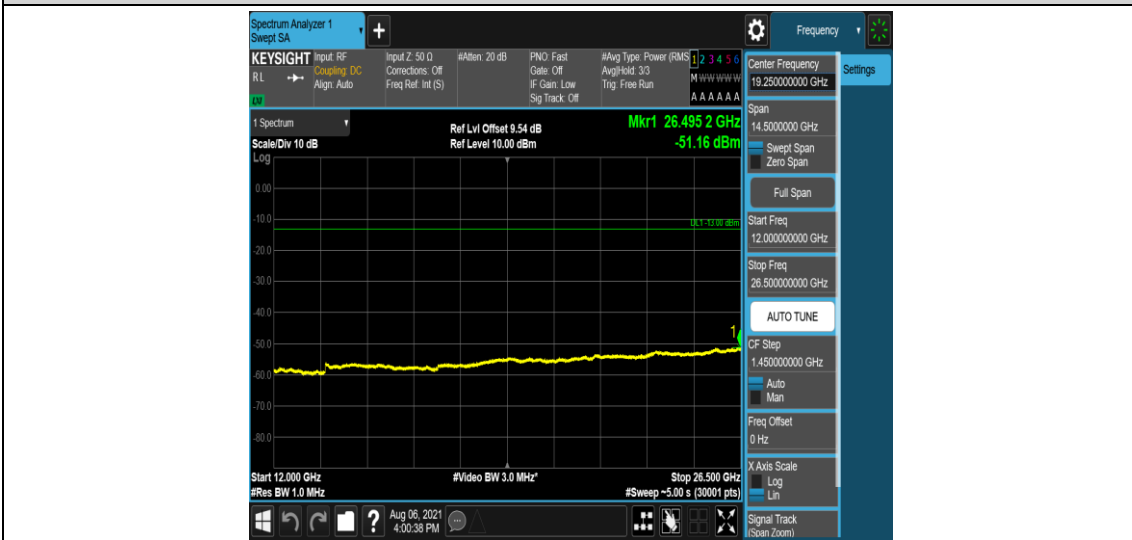 Spectrum Analyzer 1
Swept SA
+
Frequency
KEYSIGHT
RL
LXI
Input: RF
Coupling: DC
Align: Auto
Input Z: 50 Ω
Corrections: Off
Freq Ref: Int (S)
#Atten: 20 dB
PNO: Fast
Gate: Off
IF Gain: Low
Sig Track: Off
#Avg Type: Power (RMS
Avg|Hold: 3/3
Trig: Free Run
1 2 3 4 5 6
M W W W W W
A A A A A A
1 Spectrum
Scale/Div 10 dB
Log
Ref Lvl Offset 9.54 dB
Ref Level 10.00 dBm
Mkr1 26.495 2 GHz
-51.16 dBm
0.00
-10.0
DL1 -13.00 dBm
-20.0
-30.0
-40.0
1
-50.0
-60.0
-70.0
-80.0
Start 12.000 GHz
#Res BW 1.0 MHz
#Video BW 3.0 MHz*
Stop 26.500 GHz
#Sweep ~5.00 s (30001 pts)
?
Aug 06, 2021
4:00:38 PM
Center Frequency
19.250000000 GHz
Settings
Span
14.5000000 GHz
Swept Span
Zero Span
Full Span
Start Freq
12.000000000 GHz
Stop Freq
26.500000000 GHz
AUTO TUNE
CF Step
1.450000000 GHz
Auto
Man
Freq Offset
0 Hz
X Axis Scale
Log
Lin
Signal Track
(Span Zoom)